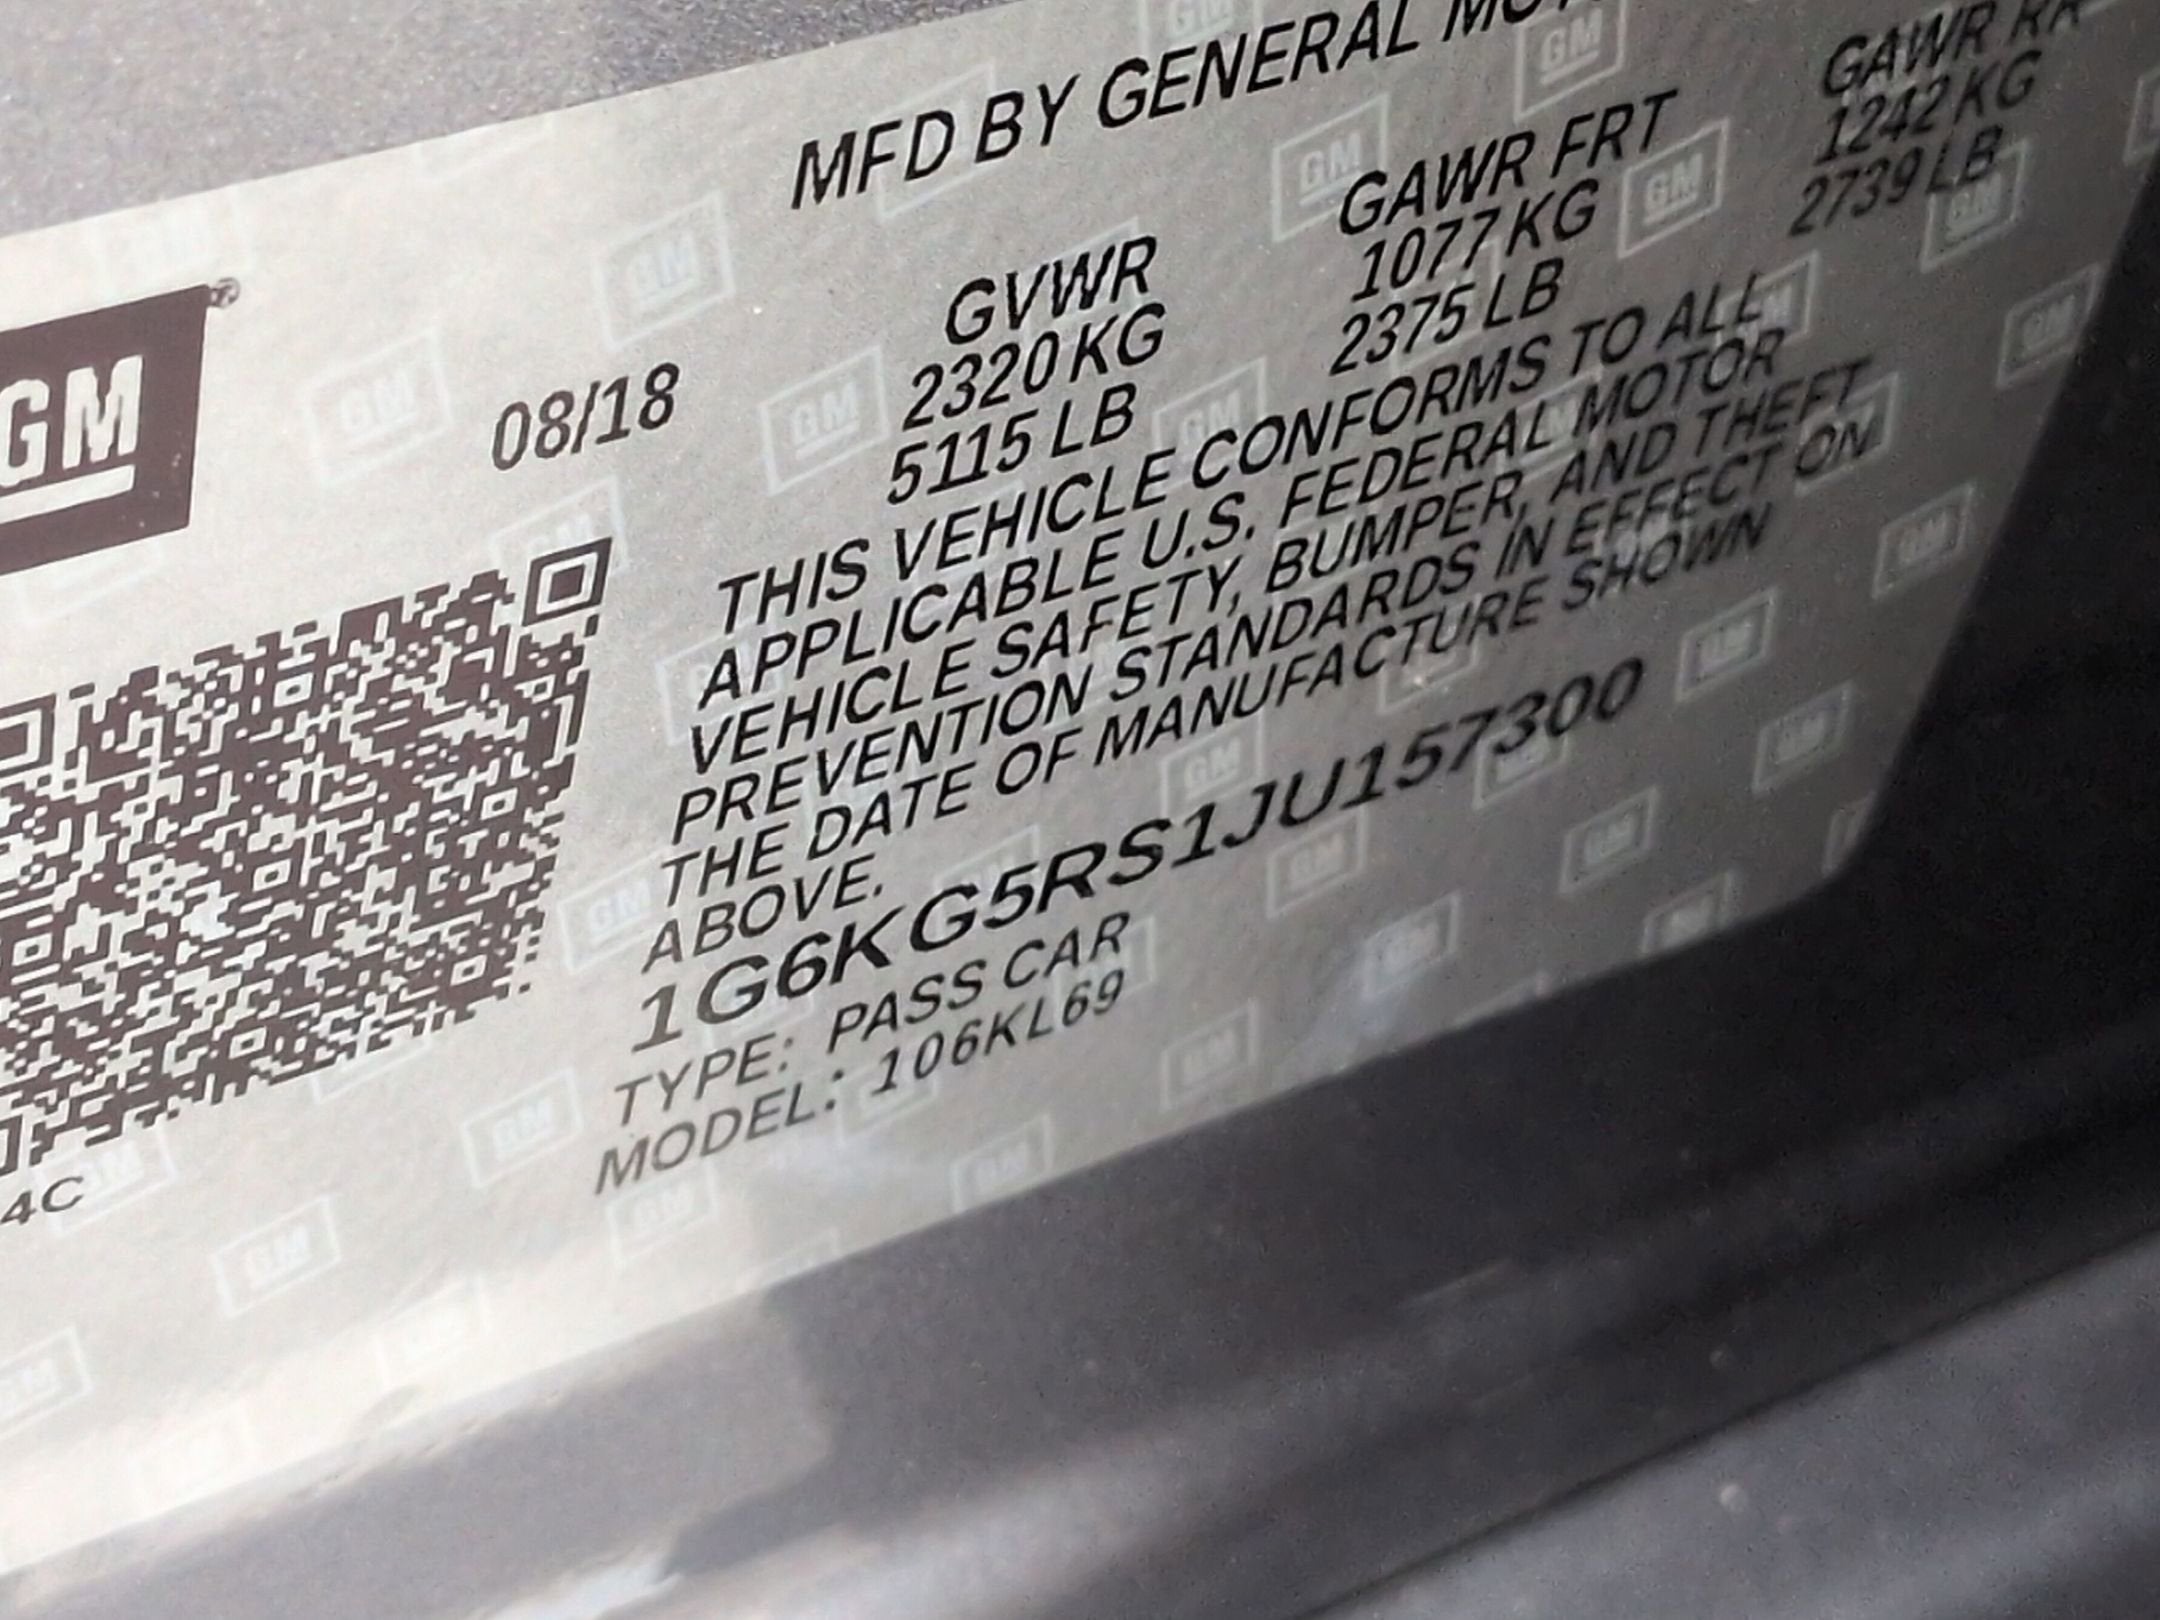 MFD BY GENERAL
GM
08/18
GVWR GAWR FRT GAWR RR
2320 KG 1077 KG 1242 KG
5115 LB 2375 LB 2739 LB
THIS VEHICLE CONFORMS TO ALL
APPLICABLE U.S. FEDERAL MOTOR
VEHICLE SAFETY, BUMPER, AND THEFT
PREVENTION STANDARDS IN EFFECT ON
THE DATE OF MANUFACTURE SHOWN
ABOVE.
1G6KG5RS1JU157300
TYPE: PASS CAR
MODEL: 106KL69
4C